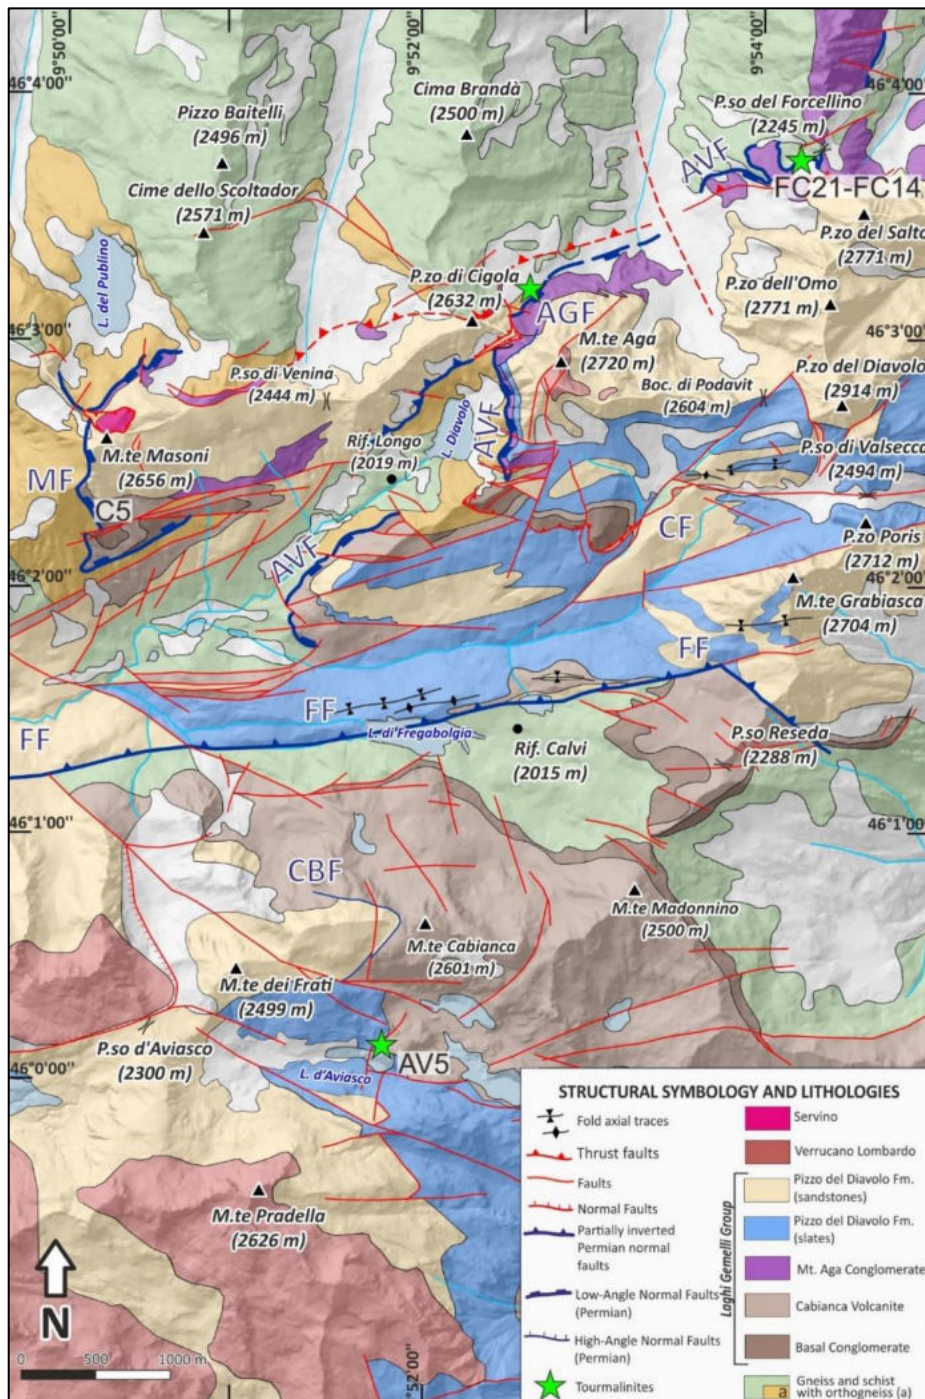 9°50'00"
9°52'00"
9°54'00"
46°4'00"
46°4'00"
Pizzo Baitelli
(2496 m)
Cima Brandà
(2500 m)
P.so del Forcellino
(2245 m)
Cime dello Scoltador
(2571 m)
AVF
FC21-FC14
P.zo del Salto
(2771 m)
L. del Publino
P.zo di Cigola
(2632 m)
P.zo dell'Omo
(2771 m)
AGF
46°3'00"
46°3'00"
M.te Aga
(2720 m)
P.so di Venina
(2444 m)
Boc. di Podavit
(2604 m)
P.zo del Diavolo
(2914 m)
L. Diavolo
AVF
Rif. Longo
(2019 m)
M.te Masoni
(2656 m)
P.so di Valsecca
(2494 m)
MF
C5
CF
P.zo Poris
(2712 m)
AVF
46°2'00"
46°2'00"
M.te Grabiasca
(2704 m)
FF
FF
FF
L. di Fregabolgia
Rif. Calvi
(2015 m)
P.so Reseda
(2288 m)
46°1'00"
46°1'00"
CBF
M.te Madonnino
(2500 m)
M.te Cabianca
(2601 m)
M.te dei Frati
(2499 m)
P.so d'Aviasco
(2300 m)
AV5
46°0'00"
L. d'Aviasco
M.te Pradella
(2626 m)
N
0 500 1000 m
9°52'00"
STRUCTURAL SYMBOLOGY AND LITHOLOGIES
Fold axial traces
Thrust faults
Faults
Normal Faults
Partially inverted
Permian normal
faults
Low-Angle Normal Faults
(Permian)
High-Angle Normal Faults
(Permian)
Tourmalinites
Servino
Verrucano Lombardo
Laghi Gemelli Group
Pizzo del Diavolo Fm.
(sandstones)
Pizzo del Diavolo Fm.
(slates)
Mt. Aga Conglomerate
Cabianca Volcanite
Basal Conglomerate
a
Gneiss and schist
with orthogneiss (a)